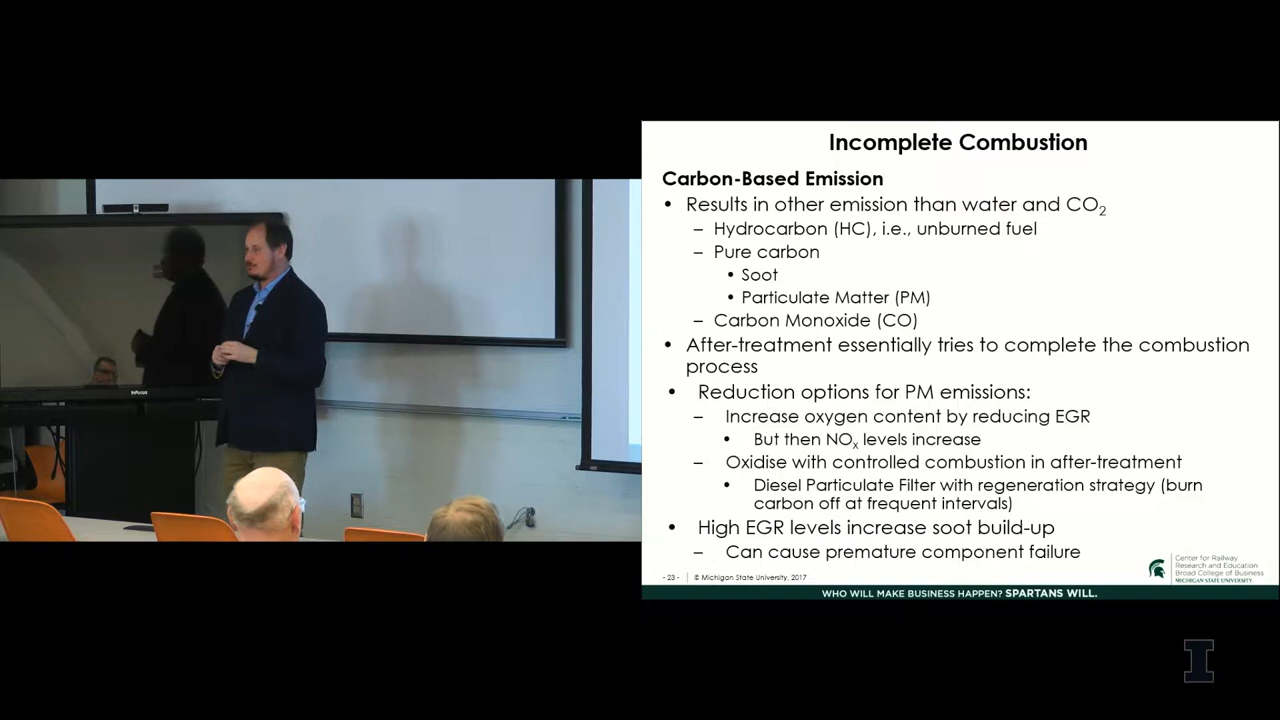 Incomplete Combustion
Carbon-Based Emission
• Results in other emission than water and CO₂
– Hydrocarbon (HC), i.e., unburned fuel
– Pure carbon
• Soot
• Particulate Matter (PM)
– Carbon Monoxide (CO)
• After-treatment essentially tries to complete the combustion
process
• Reduction options for PM emissions:
– Increase oxygen content by reducing EGR
• But then NOₓ levels increase
– Oxidise with controlled combustion in after-treatment
• Diesel Particulate Filter with regeneration strategy (burn
carbon off at frequent intervals)
• High EGR levels increase soot build-up
– Can cause premature component failure
- 23 - | © Michigan State University, 2017
Center for Railway
Research and Education
Broad College of Business
MICHIGAN STATE UNIVERSITY
WHO WILL MAKE BUSINESS HAPPEN? SPARTANS WILL.
InFocus
I